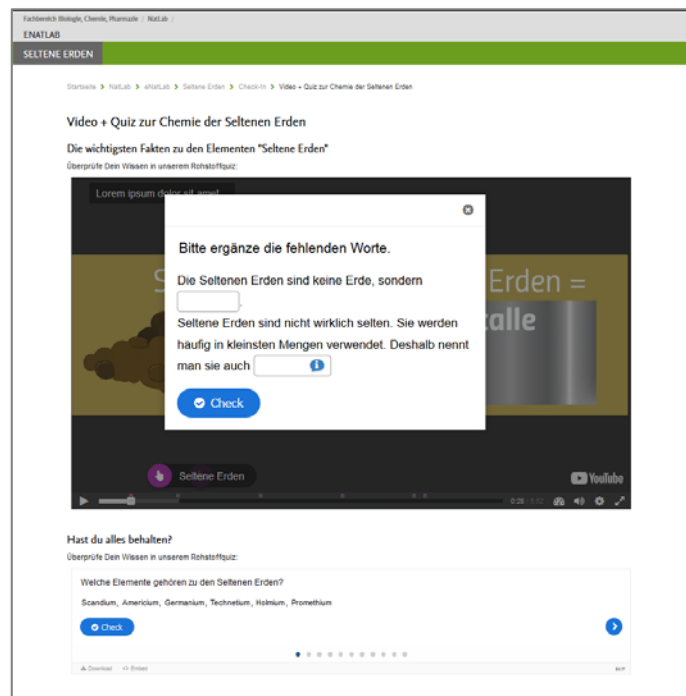 Fachbereich Biologie, Chemie, Pharmazie / NatLab /
ENATLAB
SELTENE ERDEN
Startseite > NatLab > eNatLab > Seltene Erden > Check-In > Video + Quiz zur Chemie der Seltenen Erden
Video + Quiz zur Chemie der Seltenen Erden
Die wichtigsten Fakten zu den Elementen "Seltene Erden"
Überprüfe Dein Wissen in unserem Rohstoffquiz:
Lorem ipsum dolor sit amet
S
Erden =
talle
Bitte ergänze die fehlenden Worte.
Die Seltenen Erden sind keine Erde, sondern
.
Seltene Erden sind nicht wirklich selten. Sie werden
häufig in kleinsten Mengen verwendet. Deshalb nennt
man sie auch
Check
Seltene Erden
YouTube
0:28 / 5:52
Hast du alles behalten?
Überprüfe Dein Wissen in unserem Rohstoffquiz:
Welche Elemente gehören zu den Seltenen Erden?
Scandium, Americium, Germanium, Technetium, Holmium, Promethium
Check
Download <> Embed
H5P